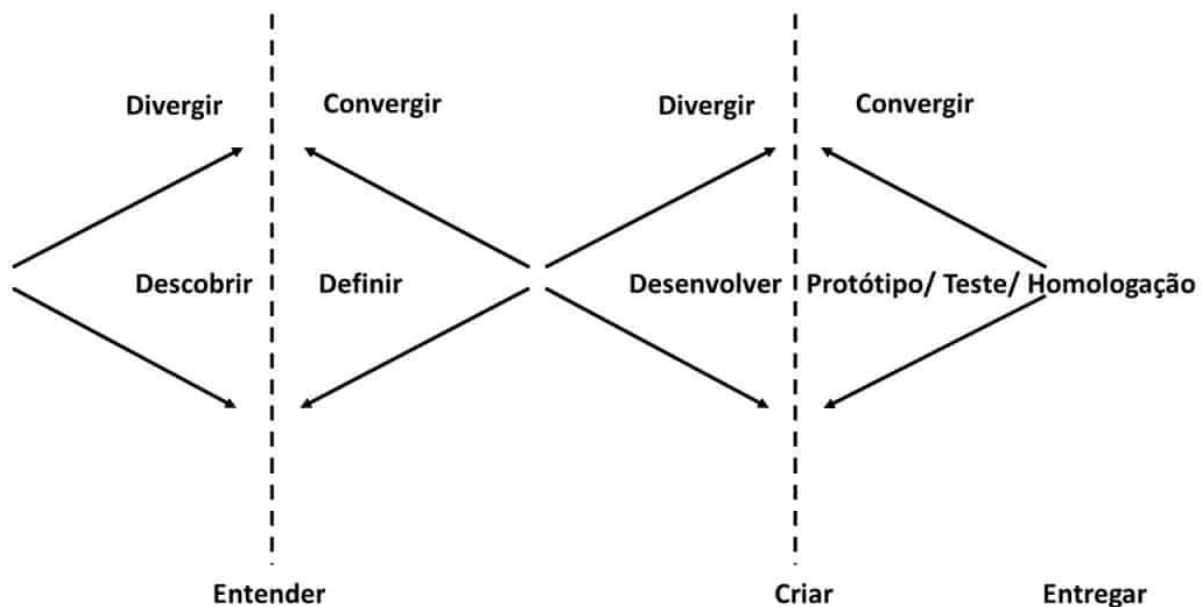 Divergir Convergir Divergir Convergir
Descobrir Definir Desenvolver Protótipo/ Teste/ Homologação
Entender Criar Entregar